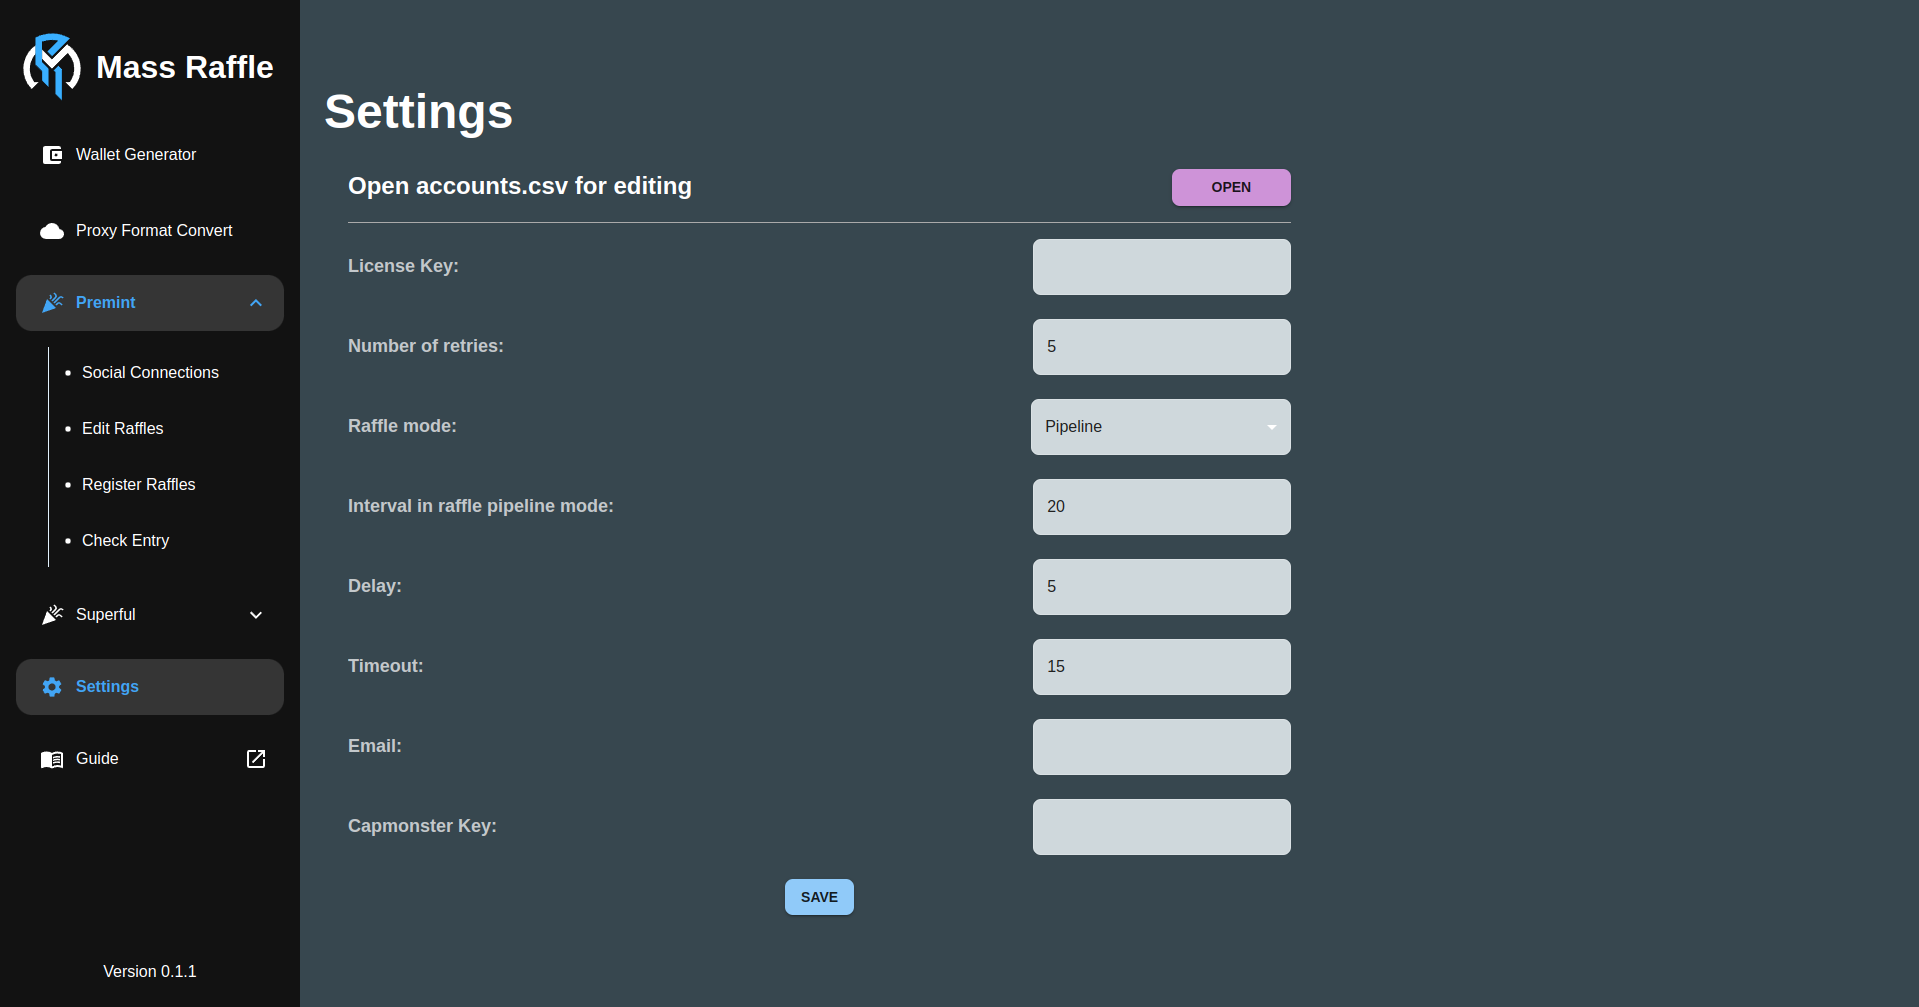 Mass Raffle
Wallet Generator
Proxy Format Convert
Premint
Social Connections
Edit Raffles
Register Raffles
Check Entry
Superful
Settings
Guide
Version 0.1.1
Settings
Open accounts.csv for editing
OPEN
License Key:
Number of retries:
5
Raffle mode:
Pipeline
Interval in raffle pipeline mode:
20
Delay:
5
Timeout:
15
Email:
Capmonster Key:
SAVE